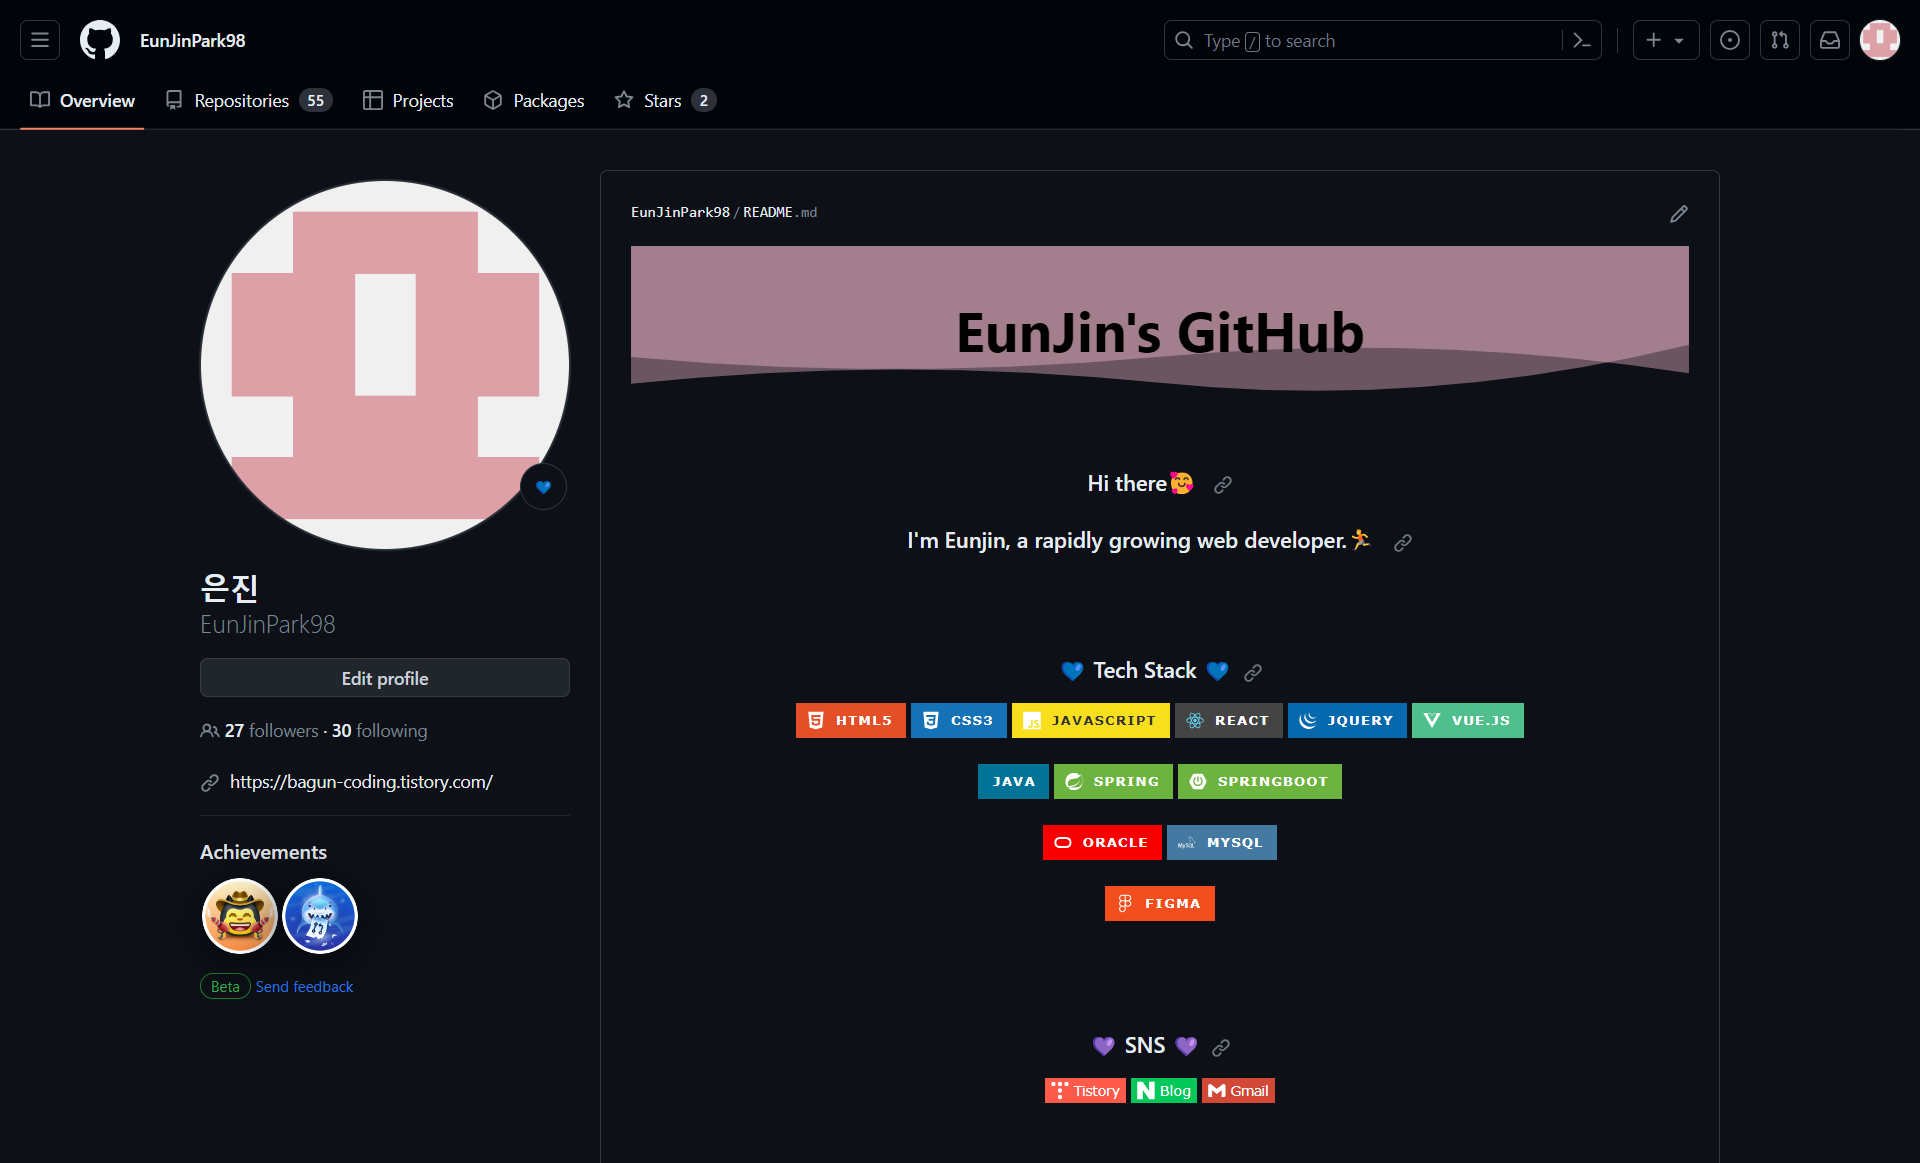 EunJinPark98
Type / to search
Overview Repositories 55 Projects Packages Stars 2
은진
EunJinPark98
Edit profile
27 followers · 30 following
https://bagun-coding.tistory.com/
Achievements
Beta Send feedback
EunJinPark98/README.md
EunJin's GitHub
Hi there🥰
I'm Eunjin, a rapidly growing web developer.🏃
💙 Tech Stack 💙
HTML5 CSS3 JS JAVASCRIPT REACT JQUERY VUE.JS
JAVA SPRING SPRINGBOOT
ORACLE MySQL MYSQL
FIGMA
💜 SNS 💜
Tistory N Blog M Gmail